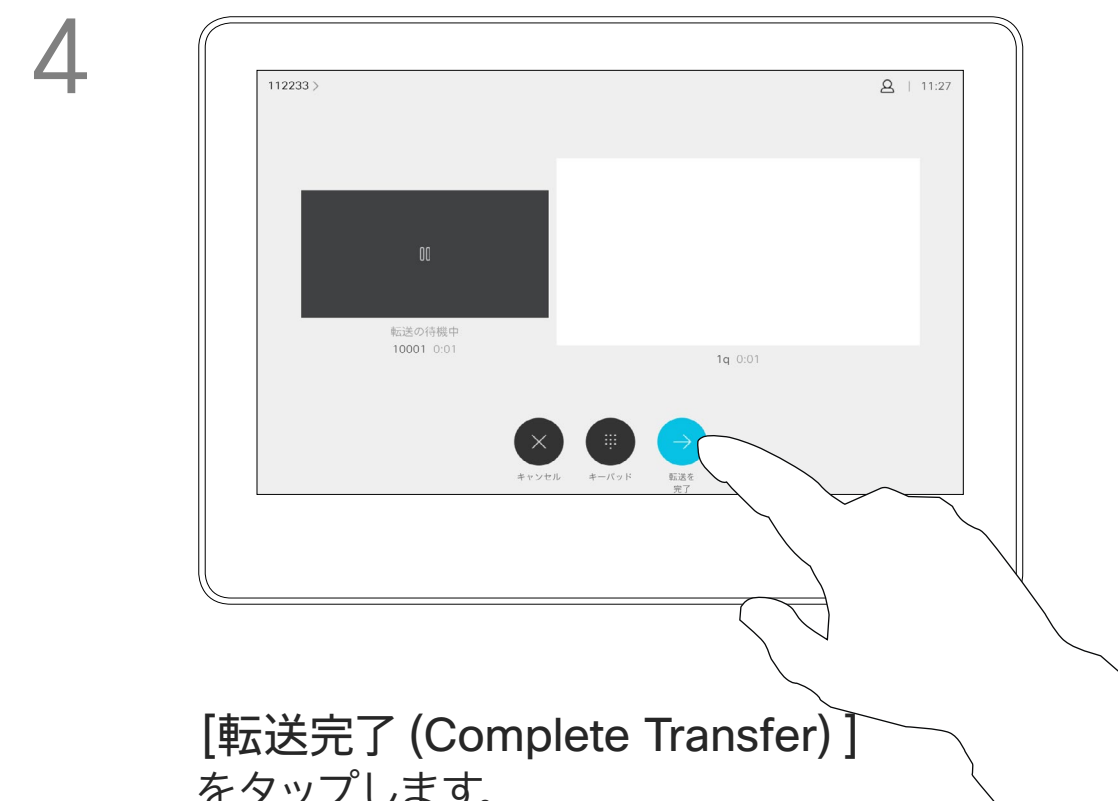 4
112233 >
11:27
転送の待機中
10001 0:01
1q 0:01
キャンセル
キーパッド
転送を
完了
[転送完了 (Complete Transfer) ]
をタップします。